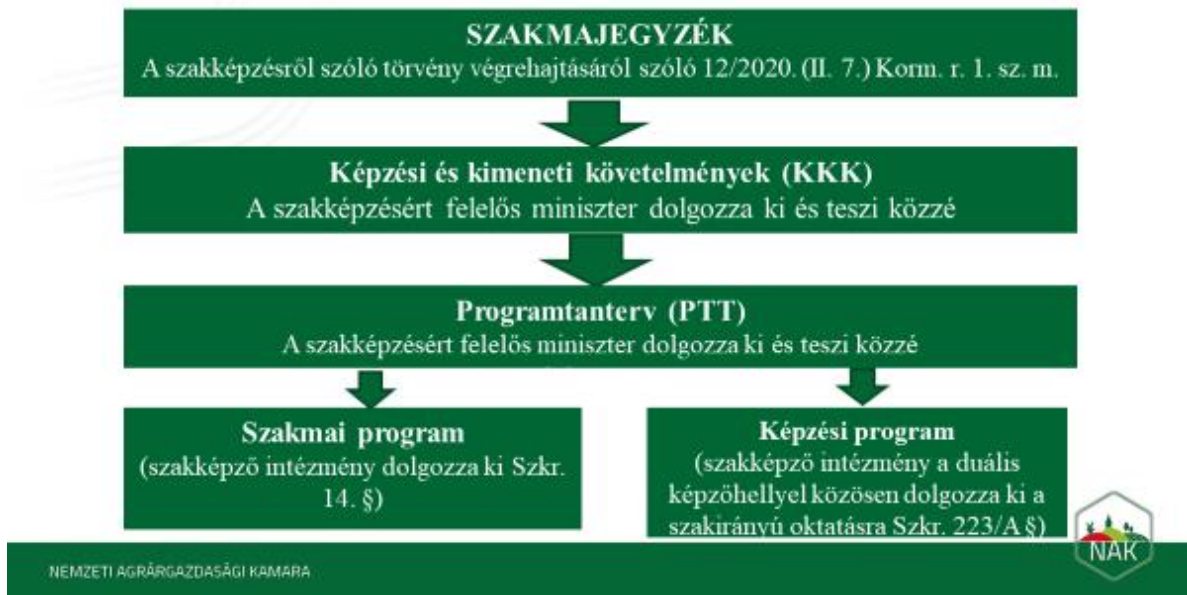 SZAKMAJEGYZÉK
A szakképzésről szóló törvény végrehajtásáról szóló 12/2020. (II. 7.) Korm. r. 1. sz. m.
Képzési és kimeneti követelmények (KKK)
A szakképzésért felelős miniszter dolgozza ki és teszi közzé
Programtanterv (PTT)
A szakképzésért felelős miniszter dolgozza ki és teszi közzé
Szakmai program
(szakképző intézmény dolgozza ki Szkr.
14. §)
Képzési program
(szakképző intézmény a duális
képzőhellyel közösen dolgozza ki a
szakirányú oktatásra Szkr. 223/A §)
NAK
NEMZETI AGRÁRGAZDASÁGI KAMARA